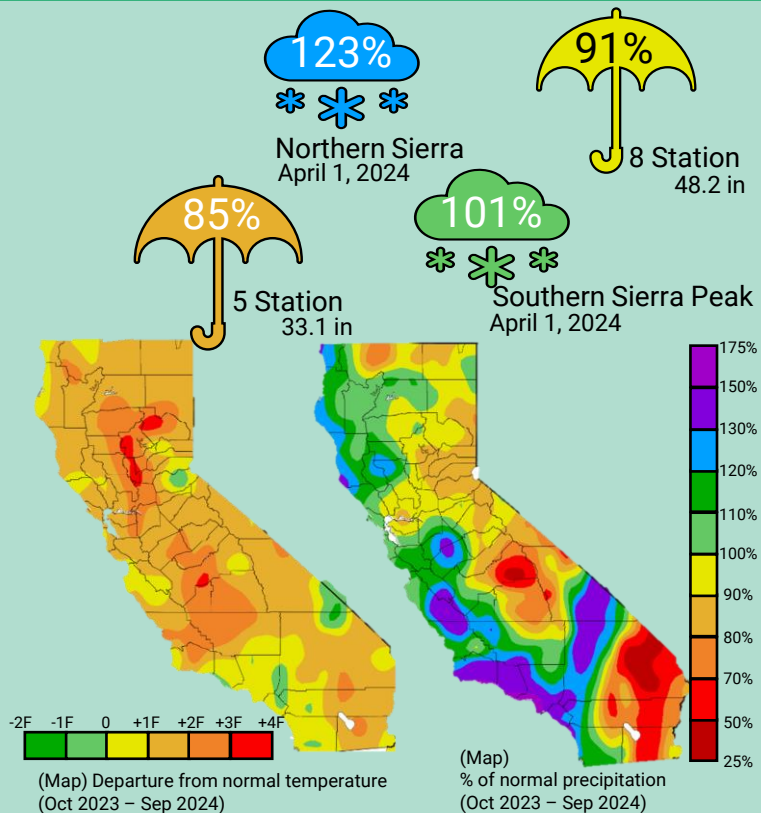 123%
Northern Sierra
April 1, 2024
91%
8 Station
48.2 in
85%
5 Station
33.1 in
101%
Southern Sierra Peak
April 1, 2024
175%
150%
130%
120%
110%
100%
90%
80%
70%
50%
25%
-2F -1F 0 +1F +2F +3F +4F
(Map) Departure from normal temperature
(Oct 2023 – Sep 2024)
(Map)
% of normal precipitation
(Oct 2023 – Sep 2024)